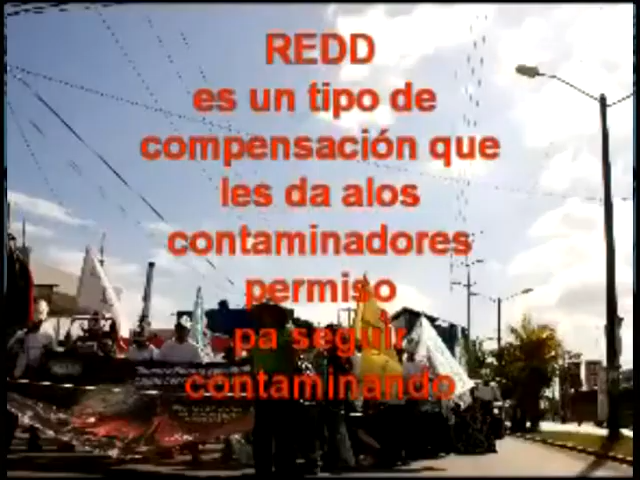 REDD
es un tipo de
compensación que
les da alos
contaminadores
permiso
pa seguir
contaminando